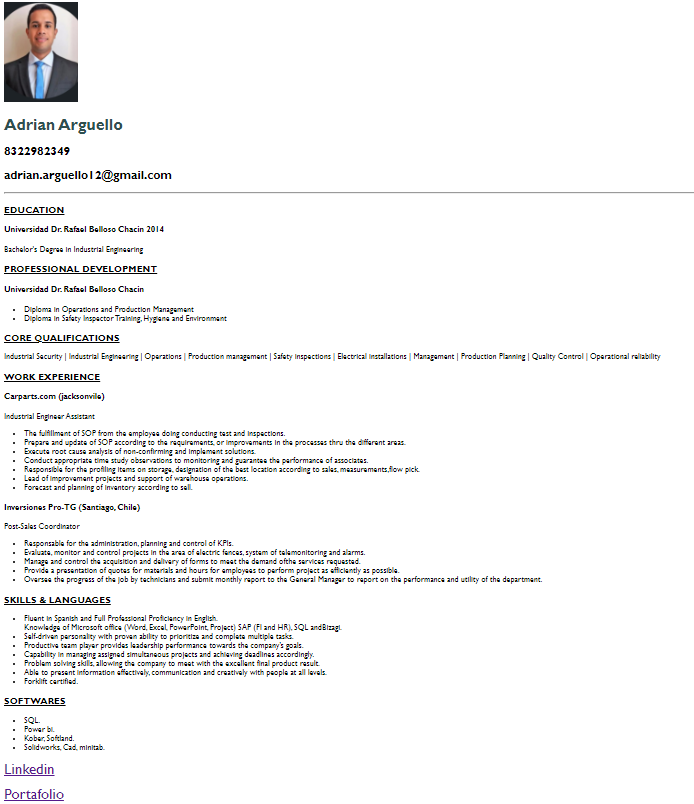 Adrian Arguello
8322982349
adrian.arguello12@gmail.com
EDUCATION
Universidad Dr. Rafael Belloso Chacin 2014
Bachelor's Degree in Industrial Engineering
PROFESSIONAL DEVELOPMENT
Universidad Dr. Rafael Belloso Chacin
• Diploma in Operations and Production Management
• Diploma in Safety Inspector Training, Hygiene and Environment
CORE QUALIFICATIONS
Industrial Security | Industrial Engineering | Operations | Production management | Safety inspections | Electrical installations | Management | Production Planning | Quality Control | Operational reliability
WORK EXPERIENCE
Carparts.com (jacksonvile)
Industrial Engineer Assistant
• The fulfillment of SOP from the employee doing conducting test and inspections.
• Prepare and update of SOP according to the requirements, or improvements in the processes thru the different areas.
• Execute root cause analysis of non-confirming and implement solutions.
• Conduct appropriate time study observations to monitoring and guarantee the performance of associates.
• Responsible for the profiling items on storage, designation of the best location according to sales, measurements,flow pick.
• Lead of improvement projects and support of warehouse operations.
• Forecast and planning of inventory according to sell.
Inversiones Pro-TG (Santiago, Chile)
Post-Sales Coordinator
• Responsable for the administration, planning and control of KPIs.
• Evaluate, monitor and control projects in the area of electric fences, system of telemonitoring and alarms.
• Manage and control the acquisition and delivery of forms to meet the demand ofthe services requested.
• Provide a presentation of quotes for materials and hours for employees to perform project as efficiently as possible.
• Oversee the progress of the job by technicians and submit monthly report to the General Manager to report on the performance and utility of the department.
SKILLS & LANGUAGES
• Fluent in Spanish and Full Professional Proficiency in English.
Knowledge of Microsoft office (Word, Excel, PowerPoint, Project) SAP (FI and HR), SQL andBizagi.
• Self-driven personality with proven ability to prioritize and complete multiple tasks.
• Productive team player provides leadership performance towards the company's goals.
• Capability in managing assigned simultaneous projects and achieving deadlines accordingly.
• Problem solving skills, allowing the company to meet with the excellent final product result.
• Able to present information effectively, communication and creatively with people at all levels.
• Forklift certified.
SOFTWARES
• SQL.
• Power bi.
• Kober, Softland.
• Solidworks, Cad, minitab.
Linkedin
Portafolio